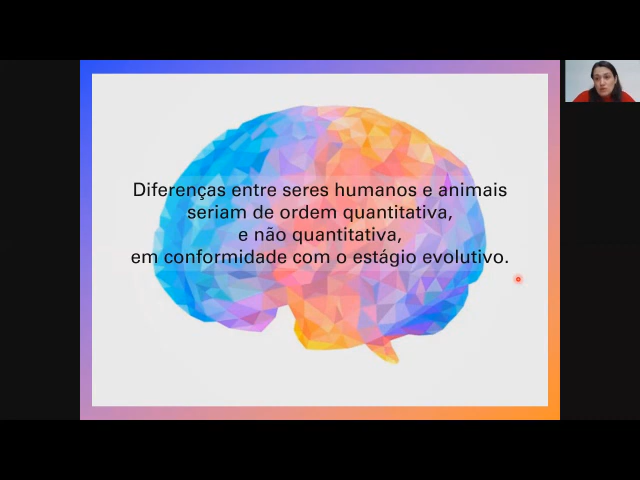 Diferenças entre seres humanos e animais
seriam de ordem quantitativa,
e não quantitativa,
em conformidade com o estágio evolutivo.